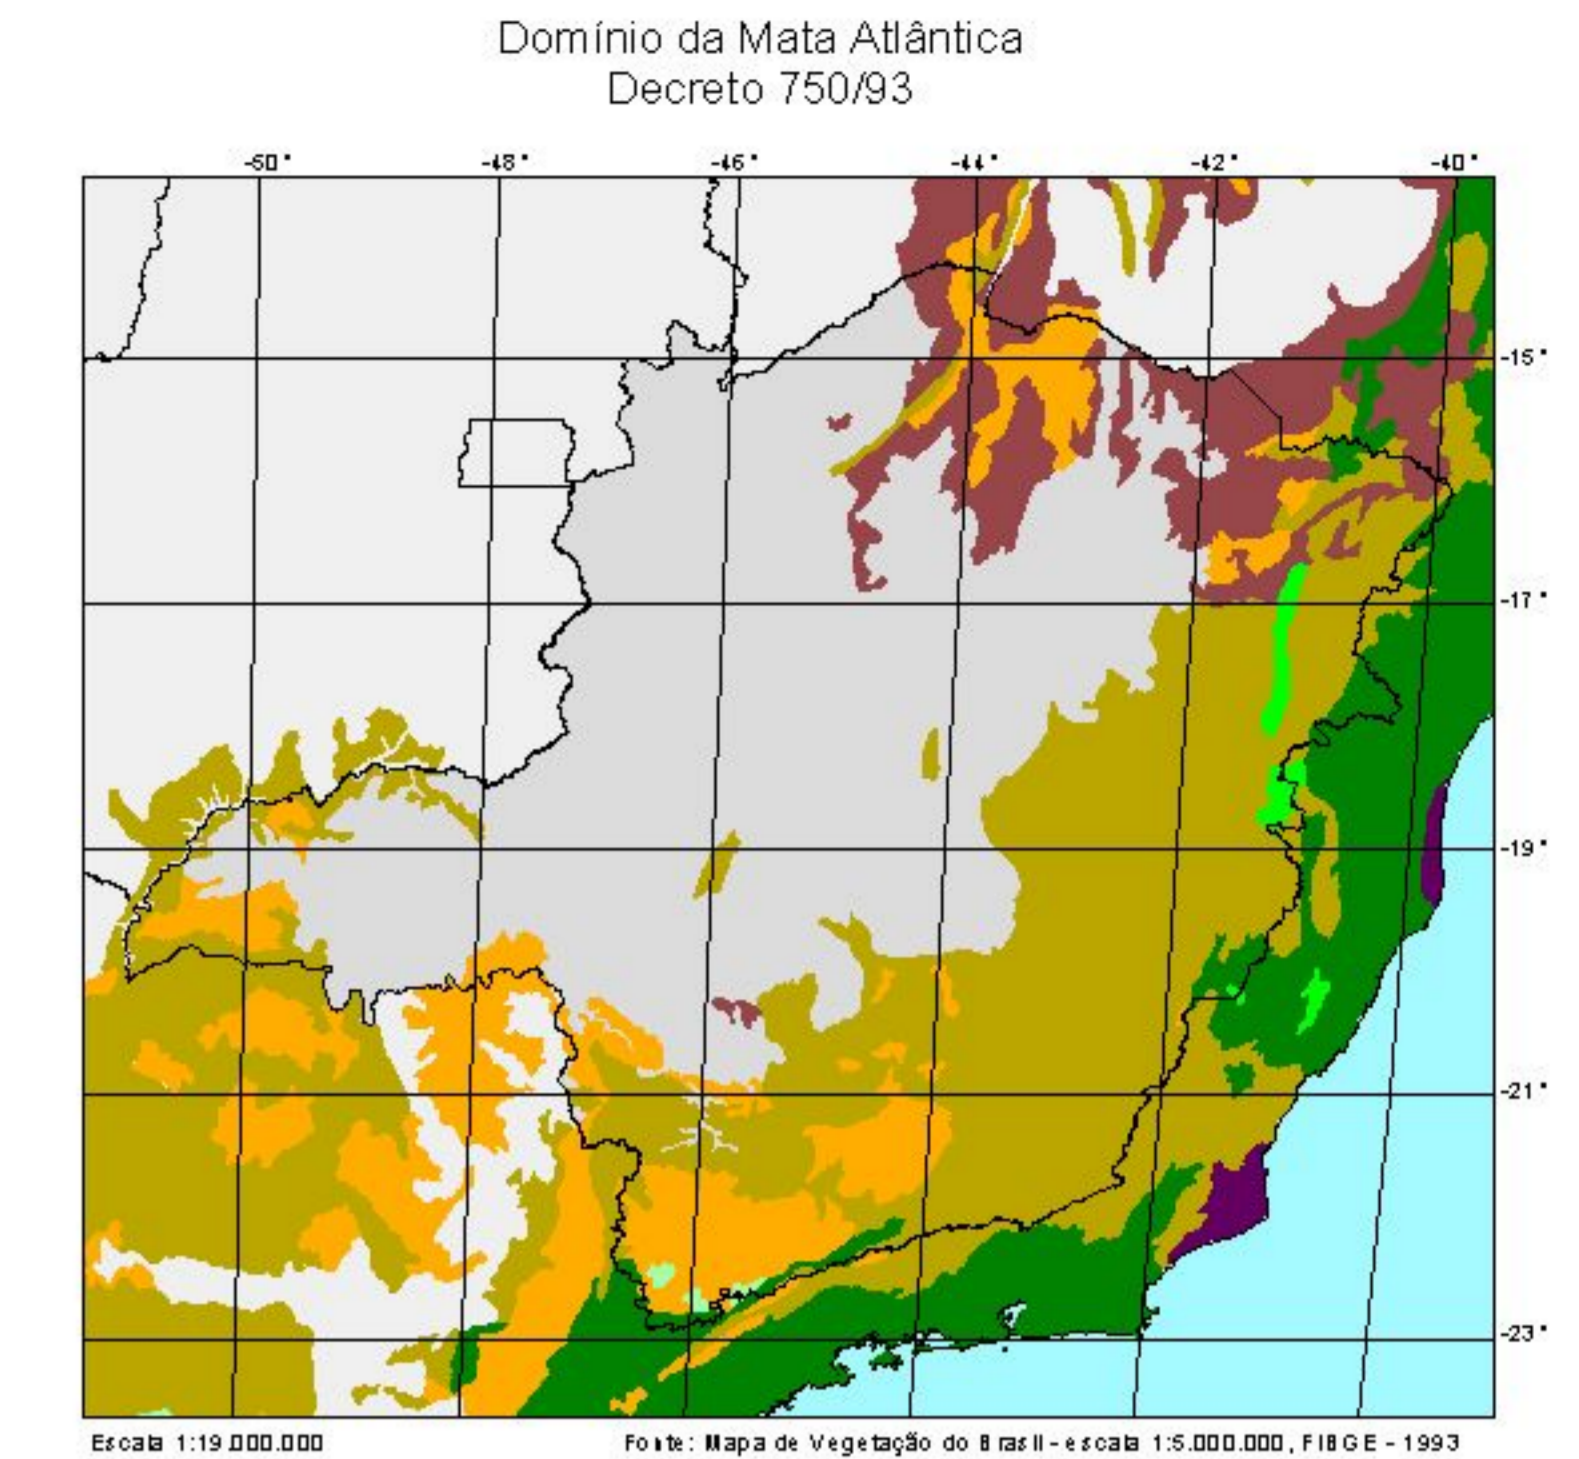 Domínio da Mata Atlântica
Decreto 750/93
-50° -48° -46° -44° -42° -40°
-15°
-17°
-19°
-21°
-23°
Escala 1:19.000.000
Fonte: Mapa de Vegetação do Brasil - escala 1:5.000.000, FIBGE - 1993